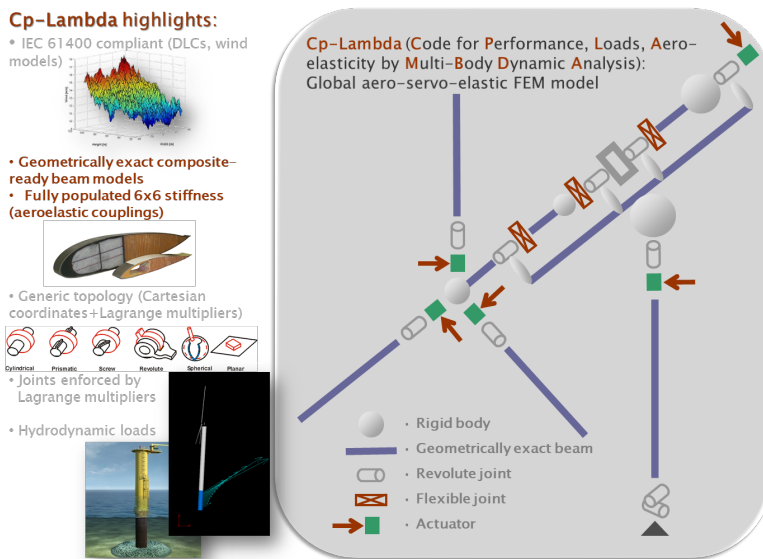 Cp-Lambda highlights:
• IEC 61400 compliant (DLCs, wind
models)
• Geometrically exact composite-
ready beam models
• Fully populated 6x6 stiffness
(aeroelastic couplings)
• Generic topology (Cartesian
coordinates+Lagrange multipliers)
Cylindrical Prismatic Screw Revolute Spherical Planar
• Joints enforced by
Lagrange multipliers
• Hydrodynamic loads
Cp-Lambda (Code for Performance, Loads, Aero-
elasticity by Multi-Body Dynamic Analysis):
Global aero-servo-elastic FEM model
· Rigid body
· Geometrically exact beam
· Revolute joint
· Flexible joint
· Actuator